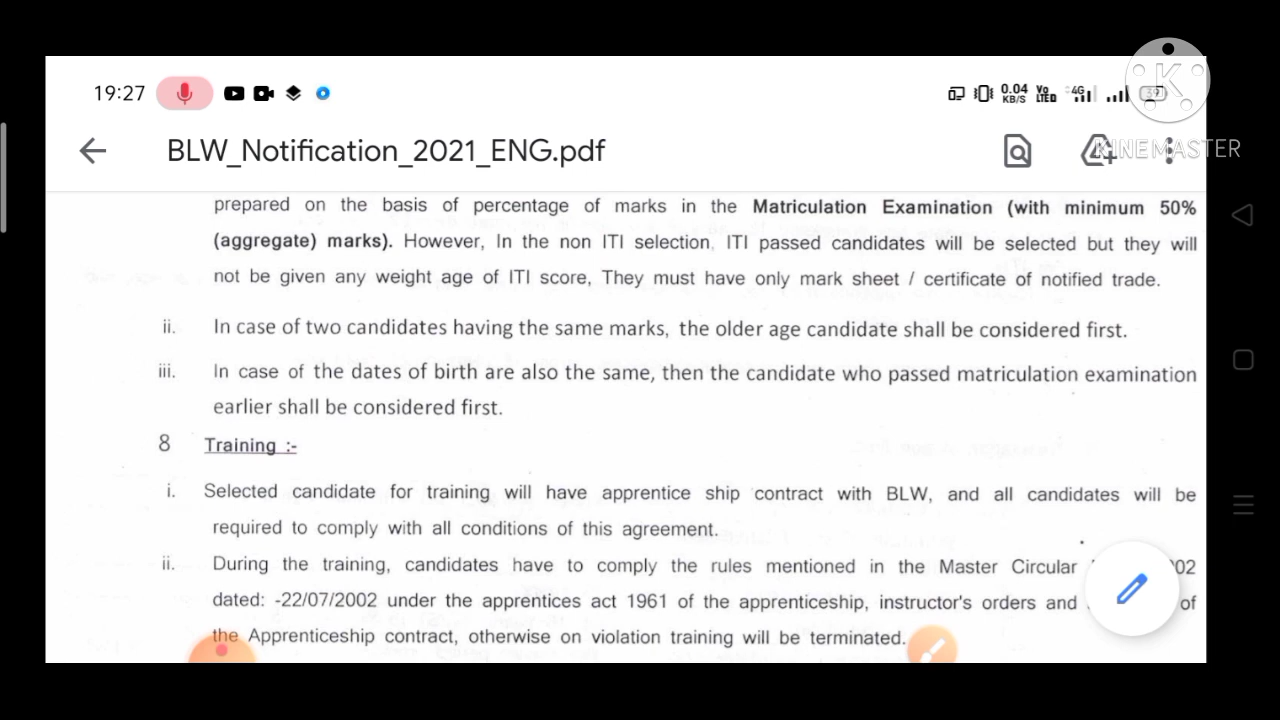 19:27
0.04 KB/S Vo LTED 4G 39
BLW_Notification_2021_ENG.pdf
KINEMASTER
prepared on the basis of percentage of marks in the Matriculation Examination (with minimum 50%
(aggregate) marks). However, In the non ITI selection, ITI passed candidates will be selected but they will
not be given any weight age of ITI score, They must have only mark sheet / certificate of notified trade.
ii. In case of two candidates having the same marks, the older age candidate shall be considered first.
iii. In case of the dates of birth are also the same, then the candidate who passed matriculation examination
earlier shall be considered first.
8 Training :-
i. Selected candidate for training will have apprentice ship contract with BLW, and all candidates will be
required to comply with all conditions of this agreement.
ii. During the training, candidates have to comply the rules mentioned in the Master Circular 02
dated: -22/07/2002 under the apprentices act 1961 of the apprenticeship, instructor's orders and of
the Apprenticeship contract, otherwise on violation training will be terminated.